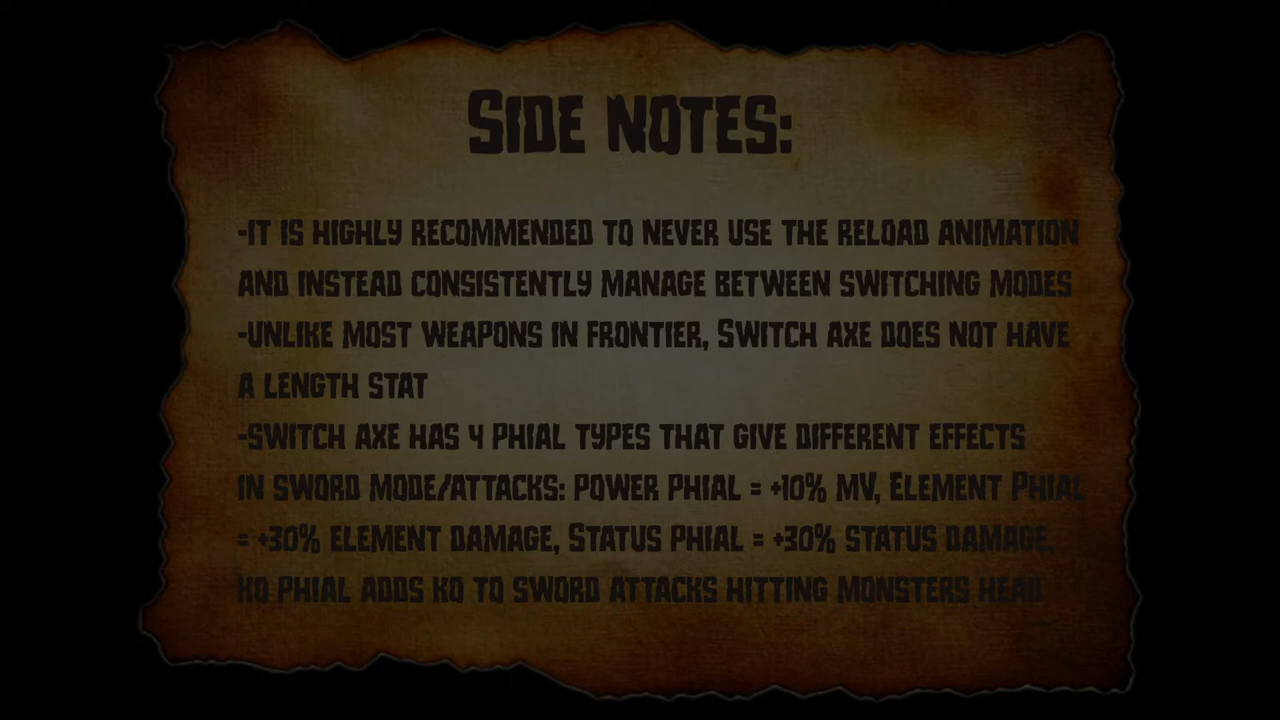 Side notes:
-It is highly recommended to never use the reload animation
and instead consistently manage between switching modes
-Unlike most weapons in Frontier, Switch axe does not have
a length stat
-Switch axe has 4 phial types that give different effects
in sword mode/attacks: Power Phial = +10% MV, Element Phial
= +30% element damage, Status Phial = +30% status damage,
KO Phial adds KO to sword attacks hitting monsters head